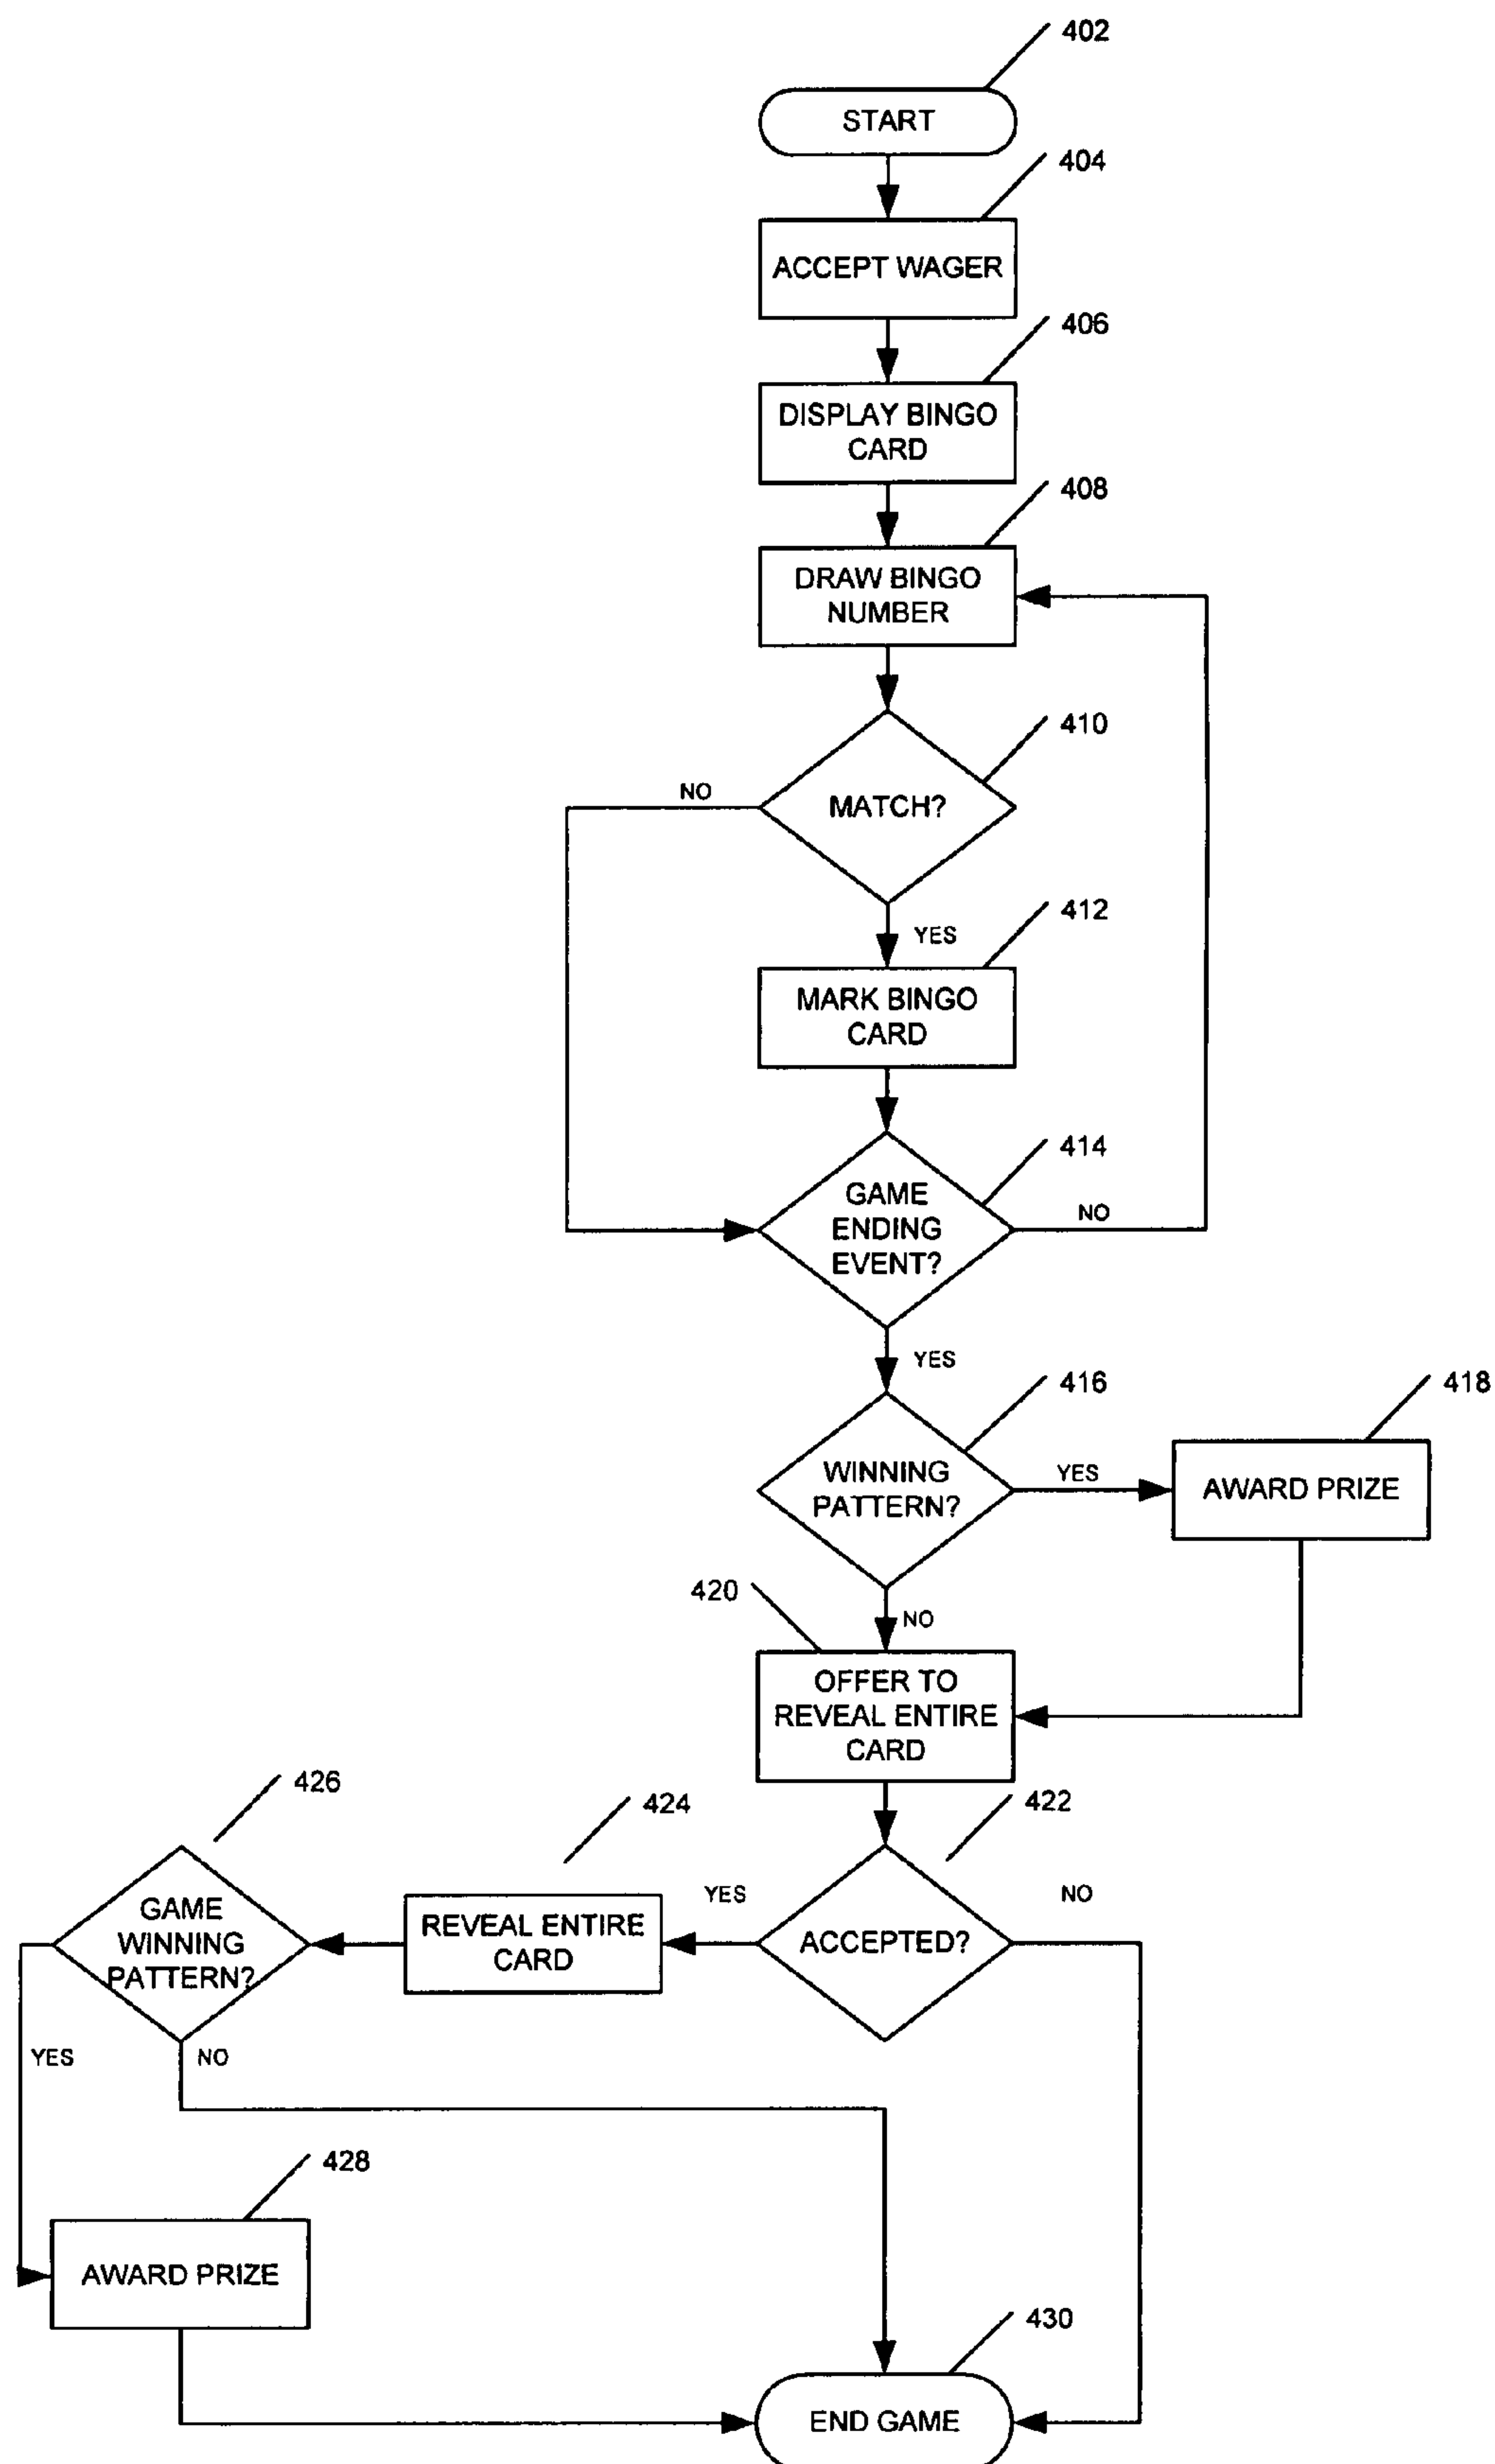 402
START
404
ACCEPT WAGER
406
DISPLAY BINGO
CARD
408
DRAW BINGO
NUMBER
410
NO
MATCH?
YES
412
MARK BINGO
CARD
414
GAME
ENDING
EVENT?
NO
YES
416
418
WINNING
PATTERN?
YES
AWARD PRIZE
420
NO
OFFER TO
REVEAL ENTIRE
CARD
426
424
422
GAME
WINNING
PATTERN?
REVEAL ENTIRE
CARD
YES
ACCEPTED?
NO
YES
NO
428
AWARD PRIZE
430
END GAME